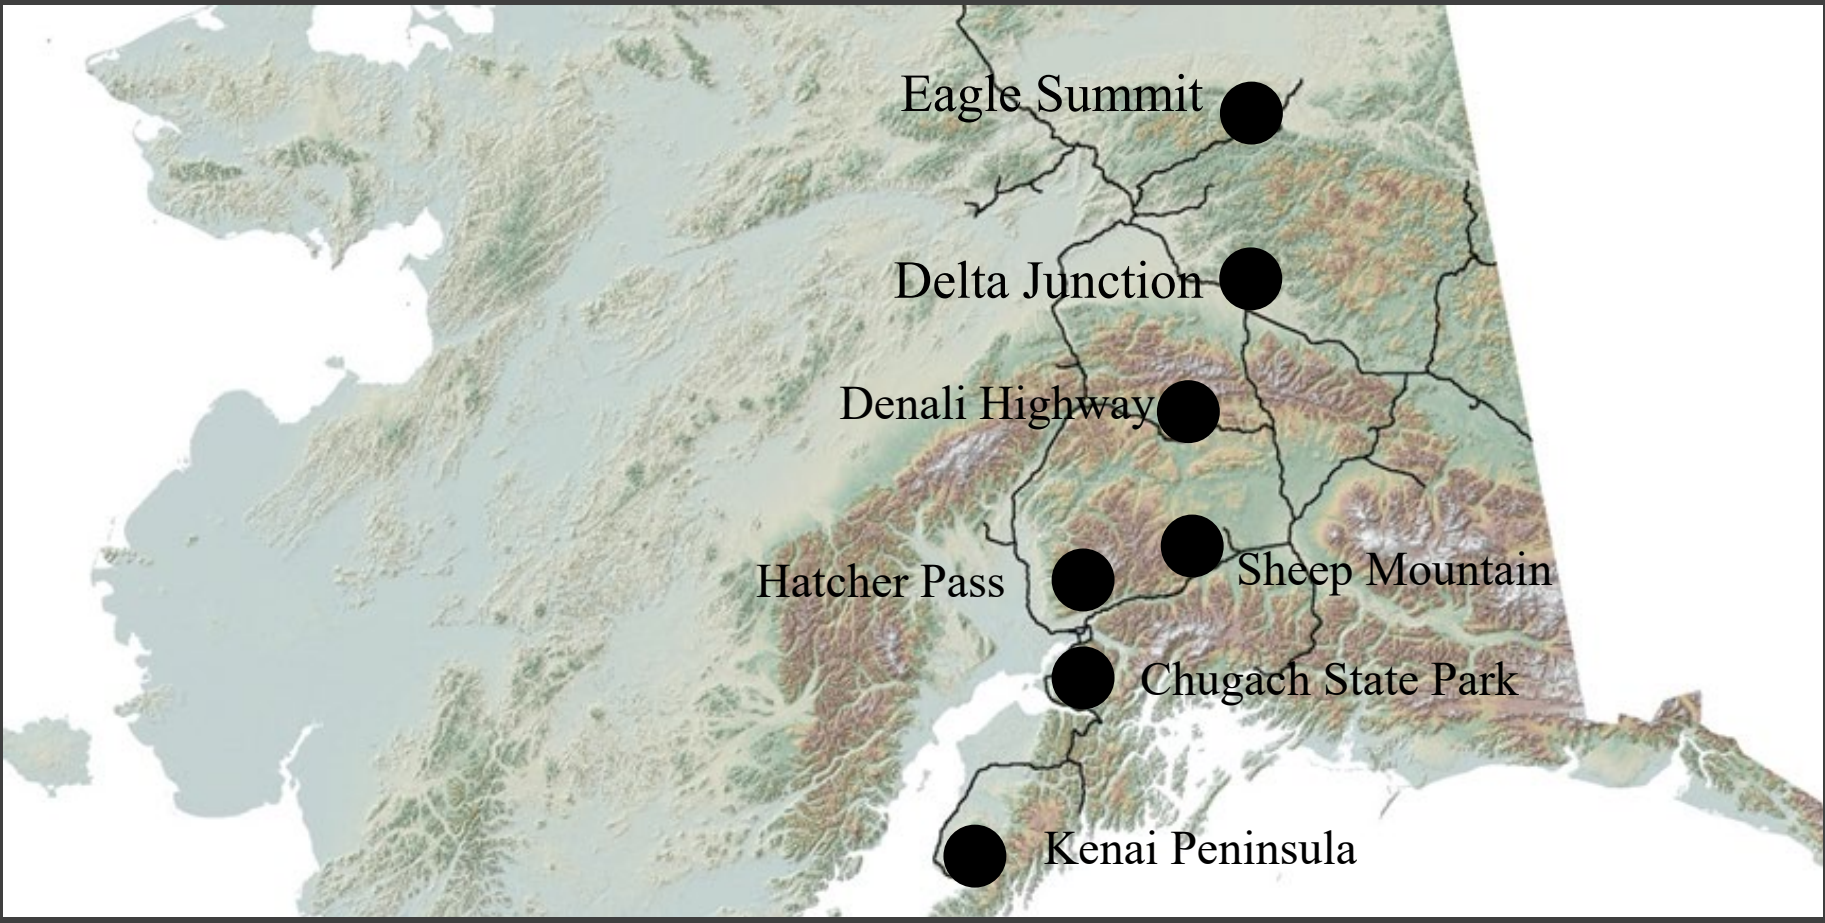 Eagle Summit
Delta Junction
Denali Highway
Sheep Mountain
Hatcher Pass
Chugach State Park
Kenai Peninsula